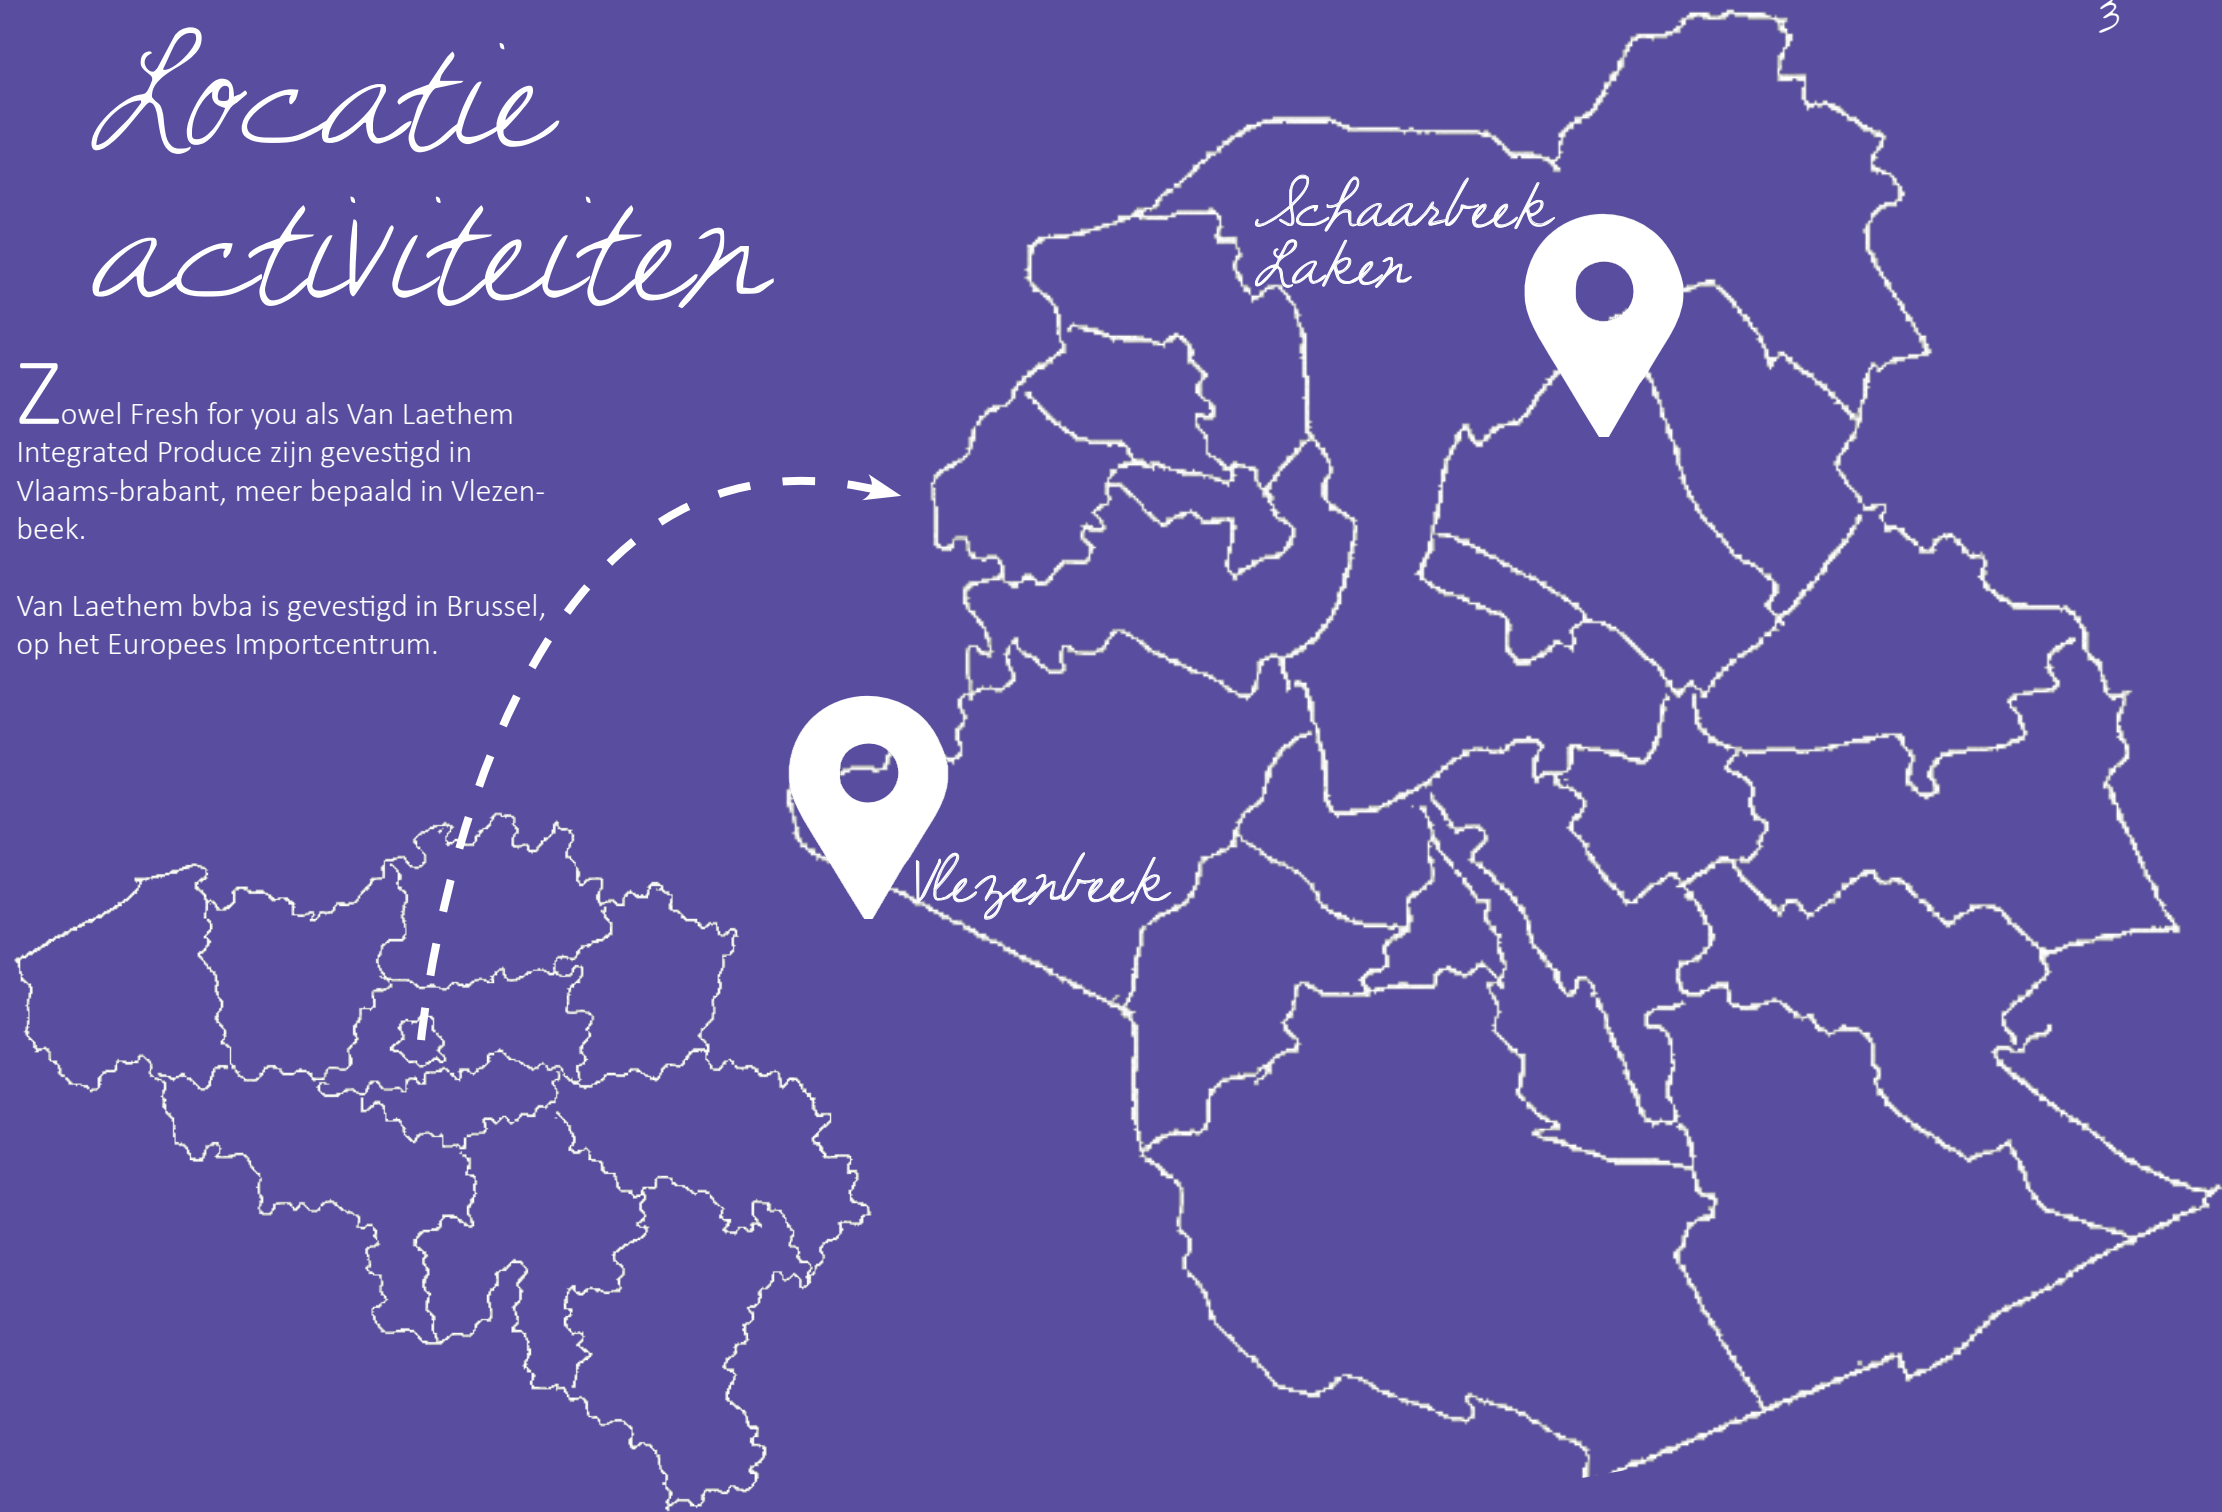 3
Locatie
activiteiten
Zowel Fresh for you als Van Laethem
Integrated Produce zijn gevestigd in
Vlaams-brabant, meer bepaald in Vlezen-
beek.
Van Laethem bvba is gevestigd in Brussel,
op het Europees Importcentrum.
Schaarbeek
Laken
Vlezenbeek